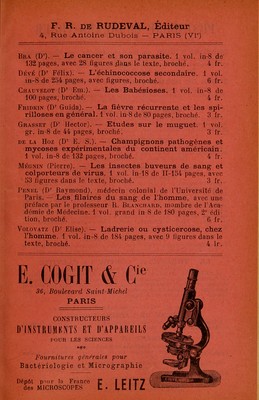 F. R. DE RUDEVAL, Éditeur
4, Rue Antoine Dubois — PARIS (VIe)
BRA (Dr). — Le cancer et son parasite. 1 vol. in-8 de
132 pages, avec 28 figures dans le texte, broché. 4 fr.
DÉVÉ (Dr Félix). — L'échinococcose secondaire. 1 vol.
in-8 de 254 pages, avec figures, broché. 6 fr.
CHAUVELOT (Dr Em.). — Les Babésioses. 1 vol. in-8 de
100 pages, broché. 4 fr.
FRIDKIN (Dr Guida). — La fièvre récurrente et les spi-
rilloses en général. 1 vol. in-8 de 80 pages, broché. 3 fr.
GRASSET (Dr Hector). — Etudes sur le muguet. 1 vol.
gr. in-8 de 44 pages, broché. 3 fr.
DE LA HOZ (Dr E. S.). — Champignons pathogènes et
mycoses expérimentales du continent américain.
1 vol. in-8 de 132 pages, broché. 4 fr.
MÉGNIN (Pierre). — Les insectes buveurs de sang et
colporteurs de virus. 1 vol. in-18 de II-154 pages, avec
53 figures dans le texte, broché. 3 fr.
PENEL (Dr Raymond), médecin colonial de l'Université de
Paris. — Les filaires du sang de l'homme, avec une
préface par le professeur R. BLANCHARD, membre de l'Aca-
démie de Médecine. 1 vol. grand in-8 de 180 pages, 2e édi-
tion, broché. 6 fr.
VOLOVATZ (Dr Elise). — Ladrerie ou cysticercose, chez
l'homme. 1 vol. in-8 de 184 pages, avec 9 figures dans le
texte, broché. 4 fr.
E. COGIT & Cie
36, Boulevard Saint-Michel
PARIS
CONSTRUCTEURS
D'INSTRUMENTS ET D'APPAREILS
POUR LES SCIENCES
Fournitures générales pour
Bactériologie et Micrographie
Dépôt pour la France
des MICROSCOPES E. LEITZ